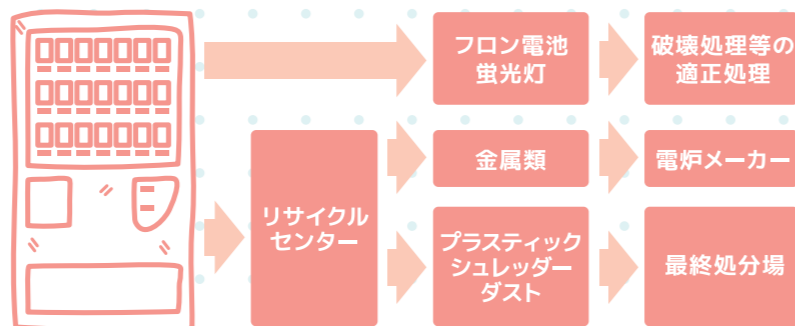 フロン電池
蛍光灯
破壊処理等の
適正処理
リサイクル
センター
金属類
電炉メーカー
プラスティック
シュレッダー
ダスト
最終処分場